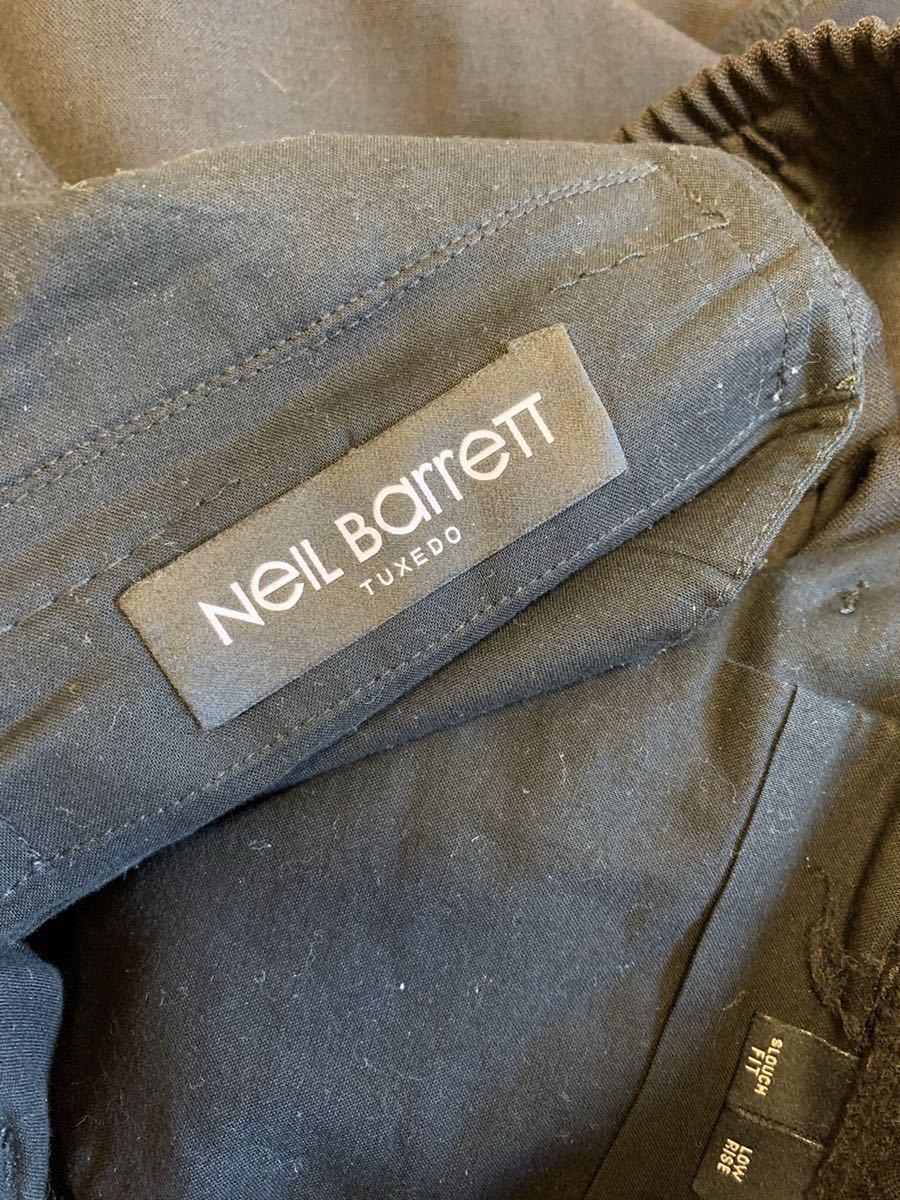 NeIL BarreTT
TUXEDO
SLOUCH
FIT
LOW
RISE